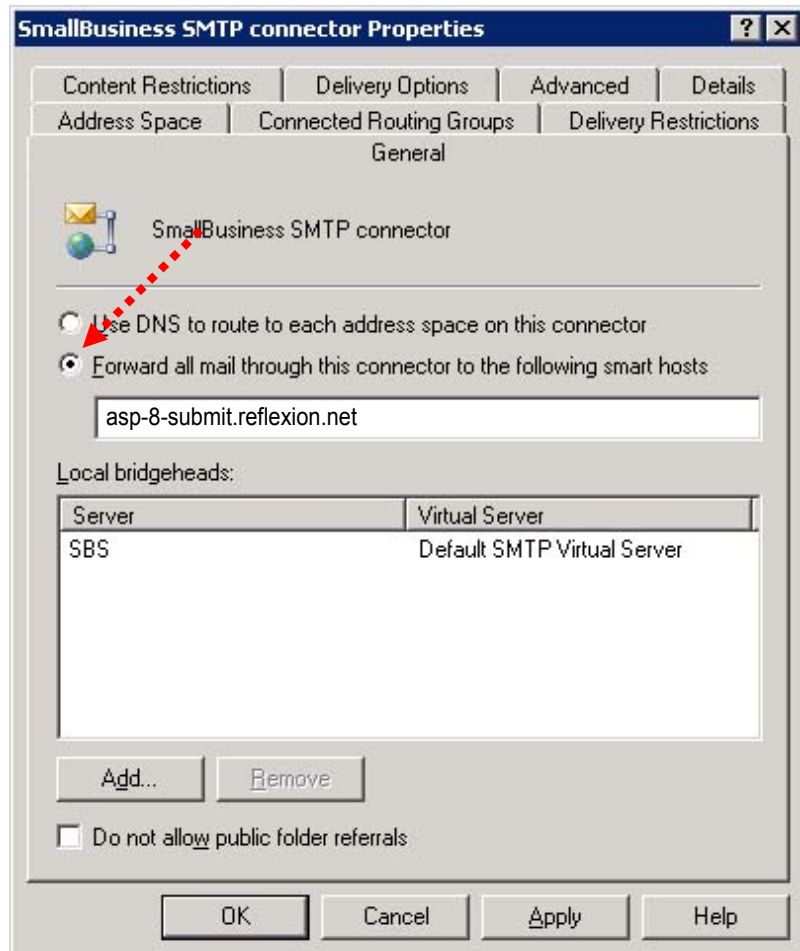 SmallBusiness SMTP connector Properties
Content Restrictions Delivery Options Advanced Details
Address Space Connected Routing Groups Delivery Restrictions
General
SmallBusiness SMTP connector
Use DNS to route to each address space on this connector
Forward all mail through this connector to the following smart hosts
asp-8-submit.reflexion.net
Local bridgeheads:
Server Virtual Server
SBS Default SMTP Virtual Server
Add... Remove
Do not allow public folder referrals
OK Cancel Apply Help